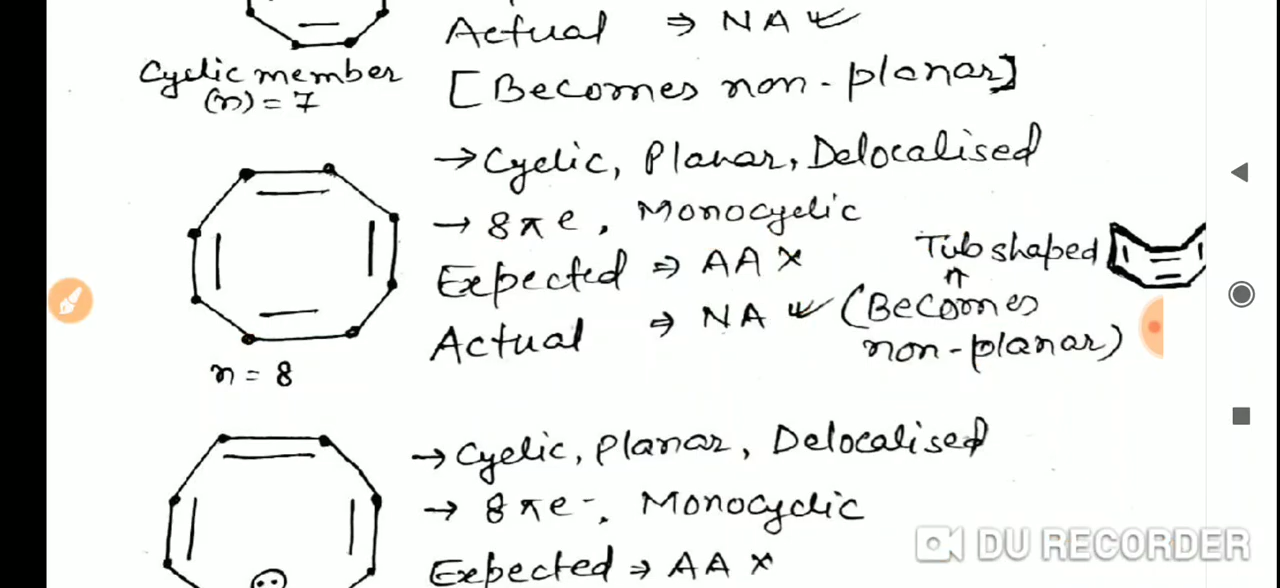 Actual ⇒ NA ✓
Cyclic member
(n) = 7
[Becomes non-planar]
→ Cyclic, Planar, Delocalised
→ 8πe, Monocyclic
Expected ⇒ AA ×
Tub shaped
Actual ⇒ NA ✓ (Becomes
non-planar)
n = 8
→ Cyclic, Planar, Delocalised
→ 8πe-, Monocyclic
Expected ⇒ AA ×
DU RECORDER